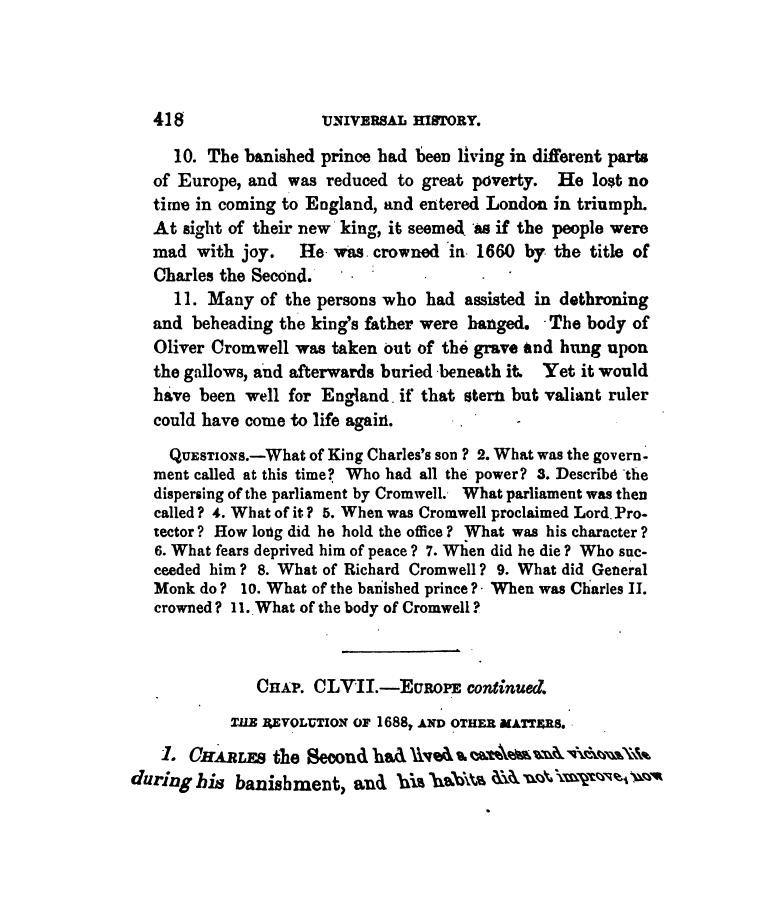 418 UNIVERSAL HISTORY.
10. The banished prince had been living in different parts
of Europe, and was reduced to great poverty. He lost no
time in coming to England, and entered London in triumph.
At sight of their new king, it seemed as if the people were
mad with joy. He was crowned in 1660 by the title of
Charles the Second.
11. Many of the persons who had assisted in dethroning
and beheading the king's father were hanged. The body of
Oliver Cromwell was taken out of the grave and hung upon
the gallows, and afterwards buried beneath it. Yet it would
have been well for England if that stern but valiant ruler
could have come to life again.
QUESTIONS.—What of King Charles's son? 2. What was the govern-
ment called at this time? Who had all the power? 3. Describe the
dispersing of the parliament by Cromwell. What parliament was then
called? 4. What of it? 5. When was Cromwell proclaimed Lord Pro-
tector? How long did he hold the office? What was his character?
6. What fears deprived him of peace? 7. When did he die? Who suc-
ceeded him? 8. What of Richard Cromwell? 9. What did General
Monk do? 10. What of the banished prince? When was Charles II.
crowned? 11. What of the body of Cromwell?
CHAP. CLVII.—EUROPE continued.
THE REVOLUTION OF 1688, AND OTHER MATTERS.
1. CHARLES the Second had lived a careless and vicious life
during his banishment, and his habits did not improve, now